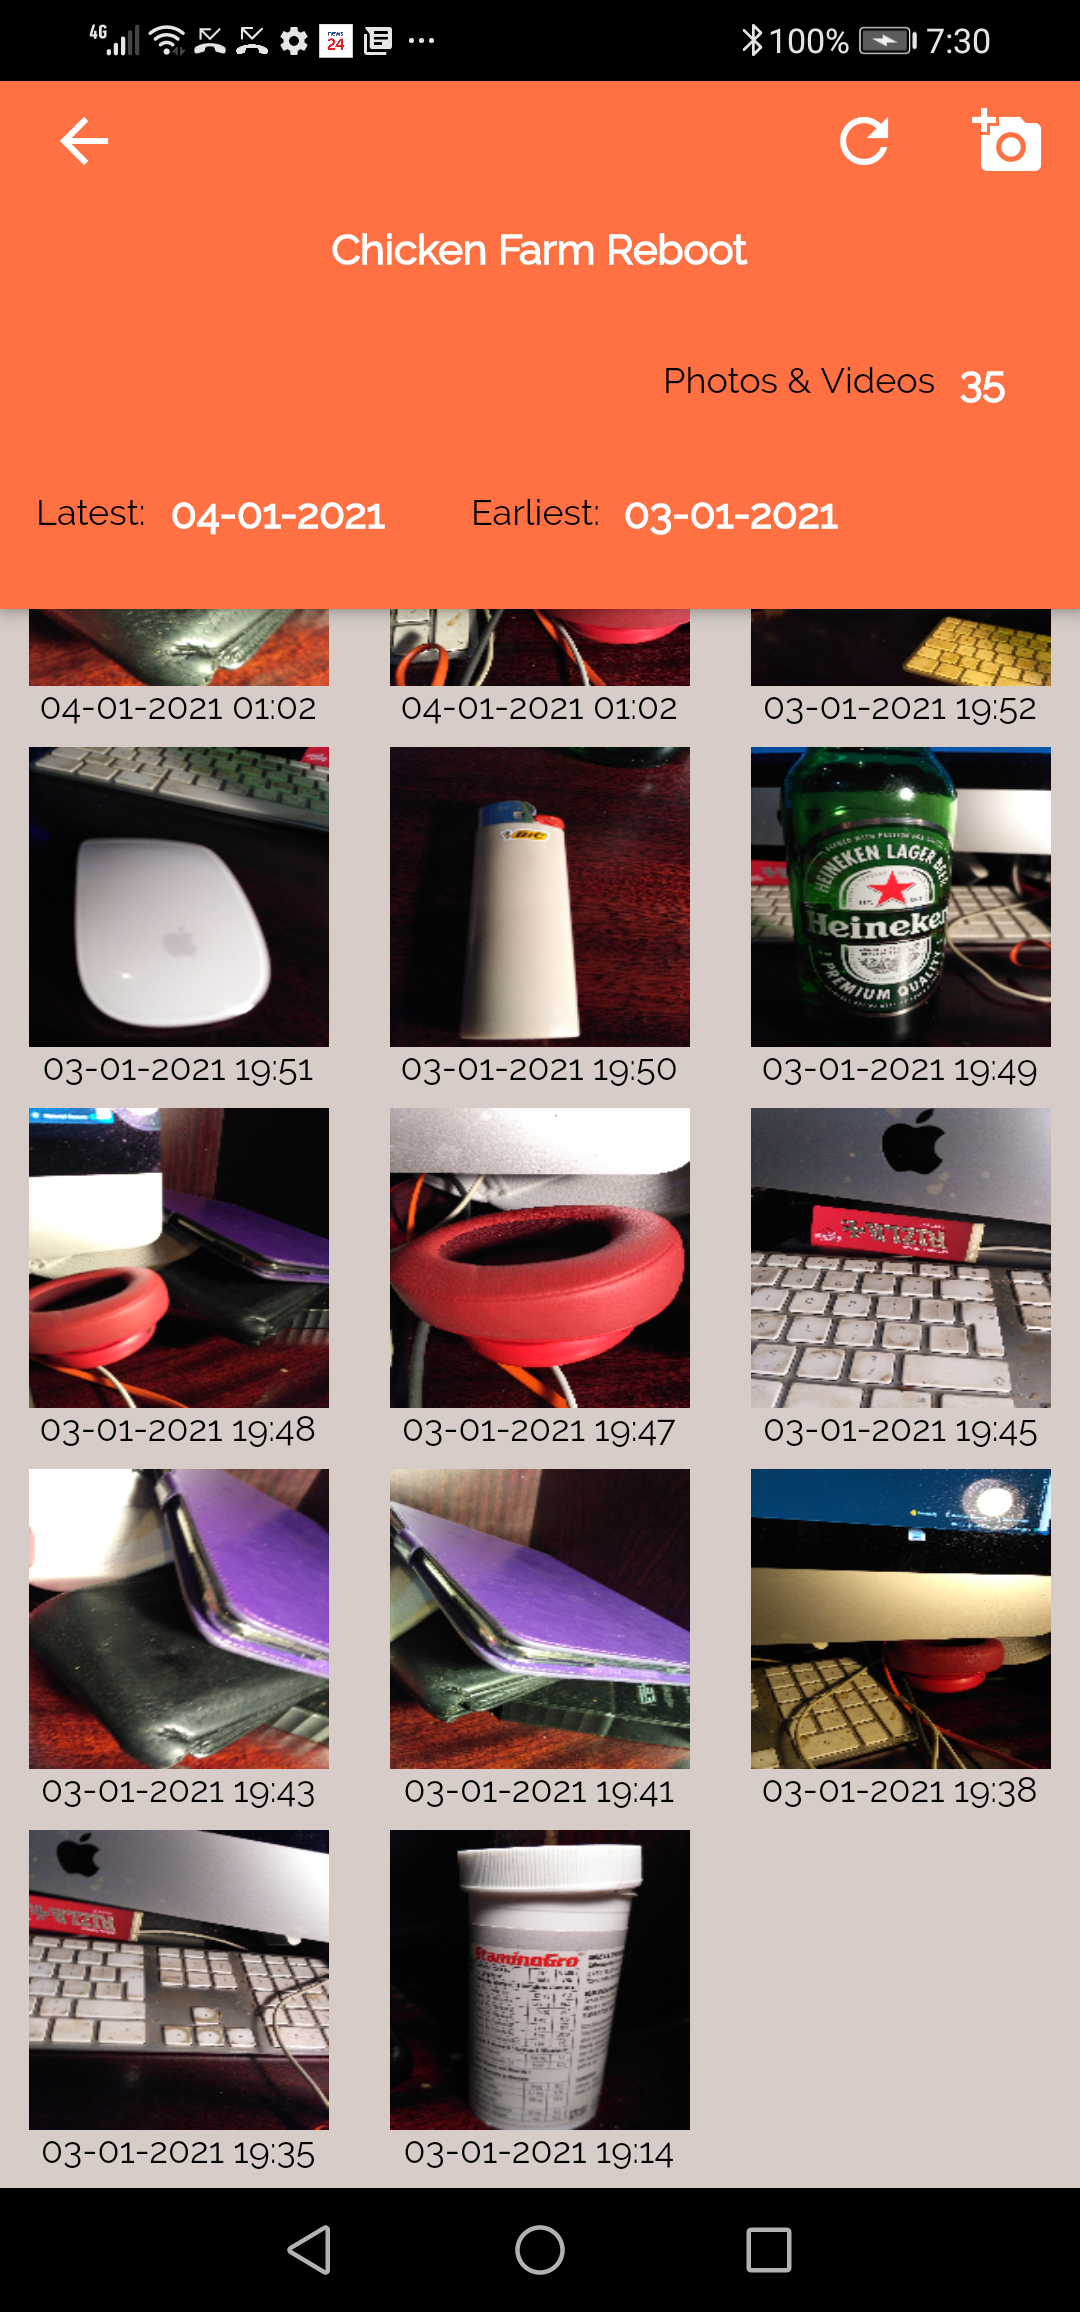 4G
news
24
100%
7:30
Chicken Farm Reboot
Photos & Videos 35
Latest: 04-01-2021 Earliest: 03-01-2021
04-01-2021 01:02
04-01-2021 01:02
03-01-2021 19:52
BIC
HEINEKEN LAGER BEER
Heineken
PREMIUM QUALITY
03-01-2021 19:51
03-01-2021 19:50
03-01-2021 19:49
RIZLA+
03-01-2021 19:48
03-01-2021 19:47
03-01-2021 19:45
03-01-2021 19:43
03-01-2021 19:41
03-01-2021 19:38
RIZLA+
StaminoGro
03-01-2021 19:35
03-01-2021 19:14